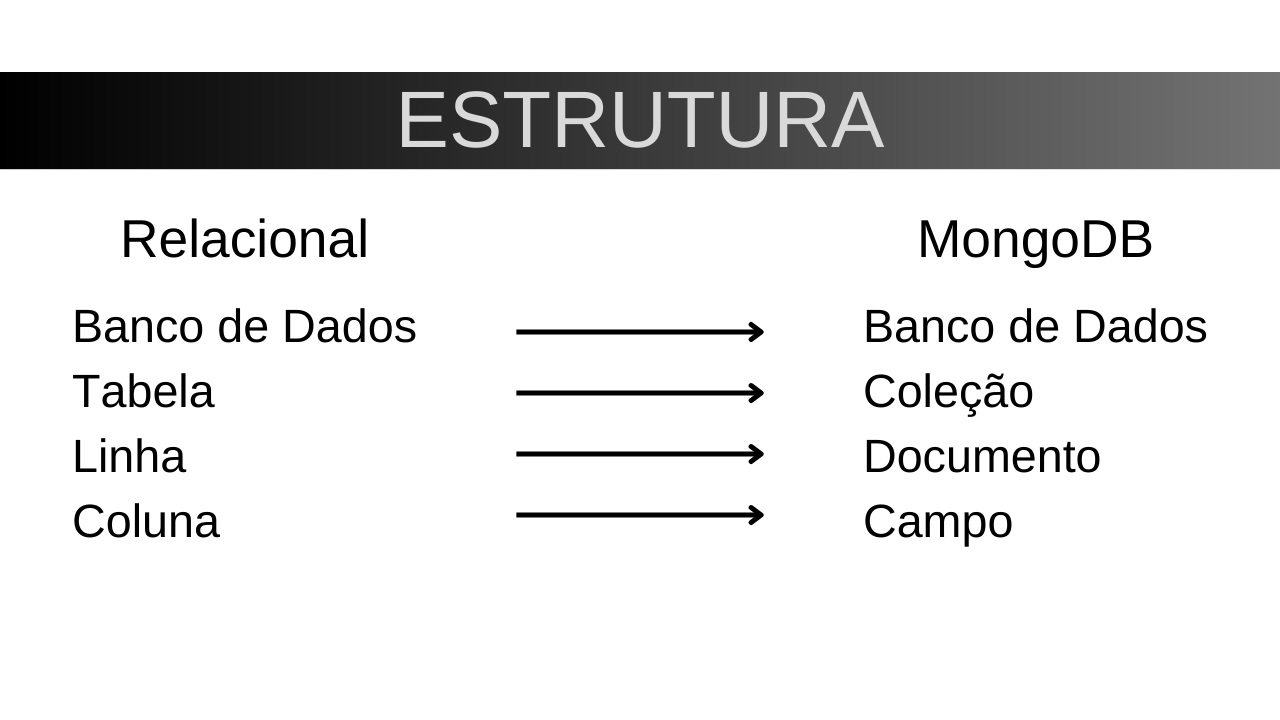 ESTRUTURA
Relacional MongoDB
Banco de Dados Banco de Dados
Tabela Coleção
Linha Documento
Coluna Campo